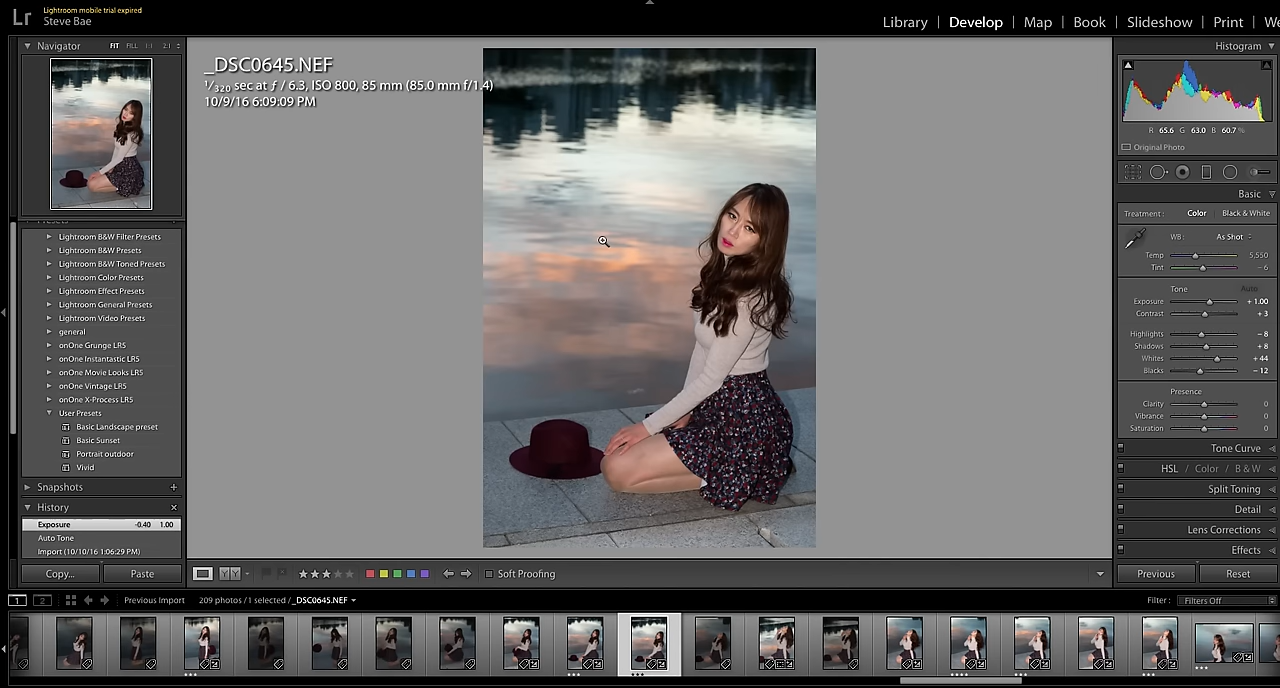 Lr
Lightroom mobile trial expired
Steve Bae
Library | Develop | Map | Book | Slideshow | Print | We
Navigator FIT FILL 1:1 2:1
Lightroom B&W Filter Presets
Lightroom B&W Presets
Lightroom B&W Toned Presets
Lightroom Color Presets
Lightroom Effect Presets
Lightroom General Presets
Lightroom Video Presets
general
onOne Grunge LR5
onOne Instantastic LR5
onOne Movie Looks LR5
onOne Vintage LR5
onOne X-Process LR5
User Presets
Basic Landscape preset
Basic Sunset
Portrait outdoor
Vivid
Snapshots +
History ×
Exposure -0.40 1.00
Auto Tone
Import (10/10/16 1:06:29 PM)
Copy... Paste
_DSC0645.NEF
1/320 sec at ƒ / 6.3, ISO 800, 85 mm (85.0 mm f/1.4)
10/9/16 6:09:09 PM
Soft Proofing
Histogram
R 65.6 G 63.0 B 60.7 %
Original Photo
Basic
Treatment : Color Black & White
WB : As Shot
Temp 5,550
Tint - 6
Tone Auto
Exposure + 1.00
Contrast + 3
Highlights - 8
Shadows + 8
Whites + 44
Blacks - 12
Presence
Clarity 0
Vibrance 0
Saturation 0
Tone Curve
HSL / Color / B & W
Split Toning
Detail
Lens Corrections
Effects
Previous Reset
1 2 Previous Import 209 photos / 1 selected / _DSC0645.NEF Filter : Filters Off